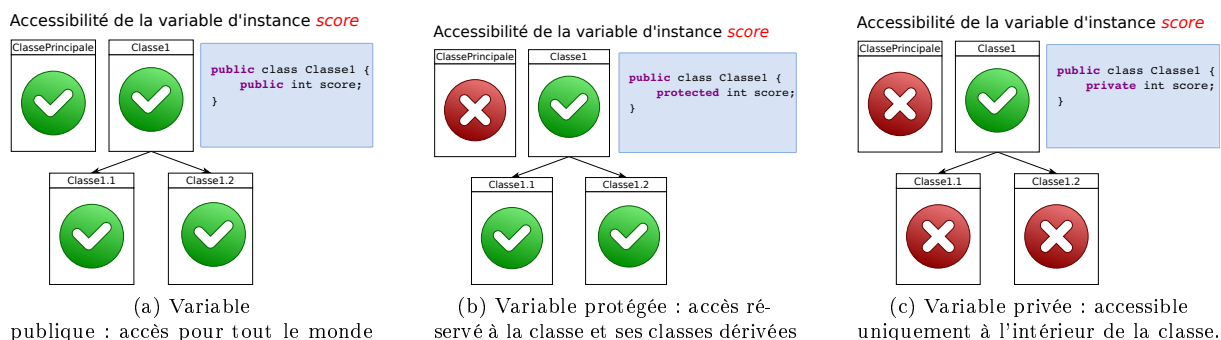 Accessibilité de la variable d'instance score
ClassePrincipale
Classe1
public class Classe1 {
public int score;
}
Classe1.1
Classe1.2
(a) Variable
publique : accès pour tout le monde
Accessibilité de la variable d'instance score
ClassePrincipale
Classe1
public class Classe1 {
protected int score;
}
Classe1.1
Classe1.2
(b) Variable protégée : accès ré-
servé à la classe et ses classes dérivées
Accessibilité de la variable d'instance score
ClassePrincipale
Classe1
public class Classe1 {
private int score;
}
Classe1.1
Classe1.2
(c) Variable privée : accessible
uniquement à l'intérieur de la classe.